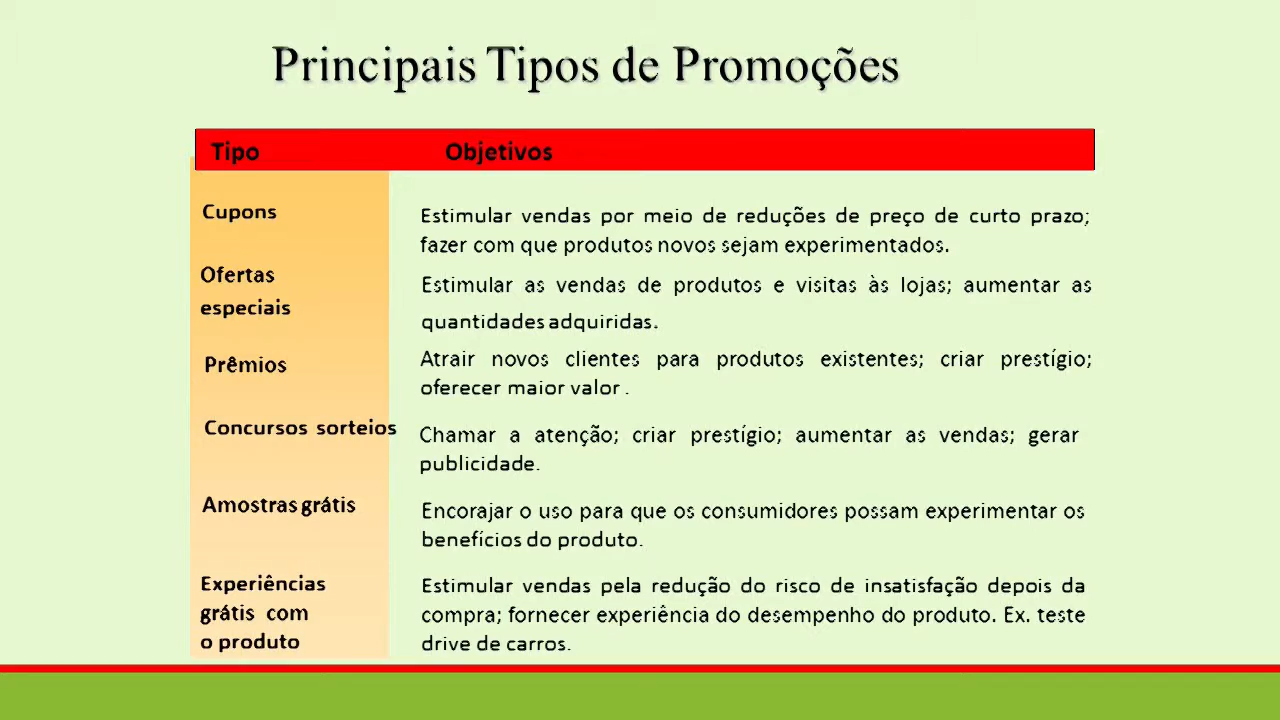 Principais Tipos de Promoções
Tipo Objetivos
Cupons
Estimular vendas por meio de reduções de preço de curto prazo;
fazer com que produtos novos sejam experimentados.
Ofertas
especiais
Estimular as vendas de produtos e visitas às lojas; aumentar as
quantidades adquiridas.
Prêmios
Atrair novos clientes para produtos existentes; criar prestígio;
oferecer maior valor .
Concursos sorteios
Chamar a atenção; criar prestígio; aumentar as vendas; gerar
publicidade.
Amostras grátis
Encorajar o uso para que os consumidores possam experimentar os
benefícios do produto.
Experiências
grátis com
o produto
Estimular vendas pela redução do risco de insatisfação depois da
compra; fornecer experiência do desempenho do produto. Ex. teste
drive de carros.